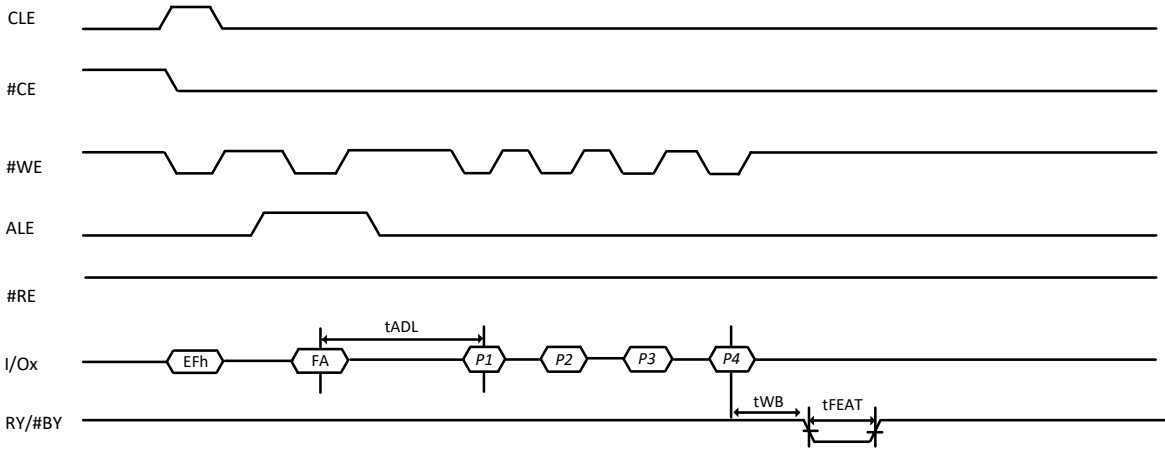 CLE
#CE
#WE
ALE
#RE
tADL
I/Ox EFh FA P1 P2 P3 P4
tWB tFEAT
RY/#BY